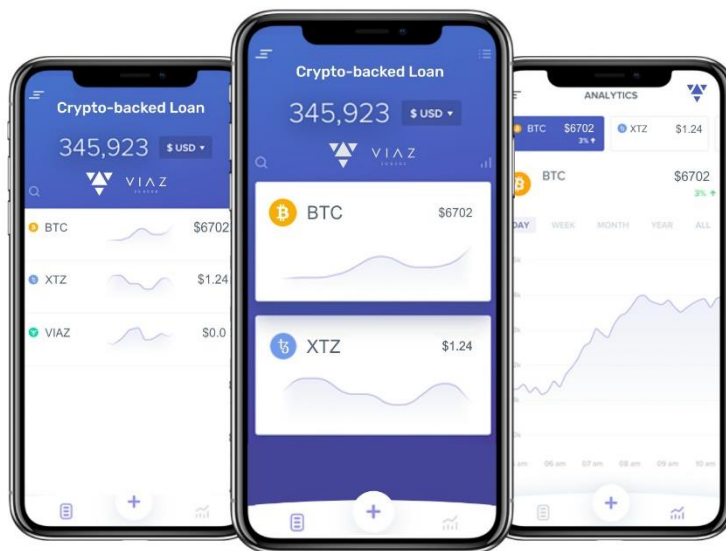 Crypto-backed Loan
345,923 $ USD
VIAZ
BTC $6702
XTZ $1.24
VIAZ $0.0
Crypto-backed Loan
345,923 $ USD
VIAZ
BTC $6702
XTZ $1.24
ANALYTICS
BTC $6702 XTZ $1.24
3%
BTC $6702
3%
DAY WEEK MONTH YEAR ALL
am 06 am 07 am 08 am 09 am 10 am